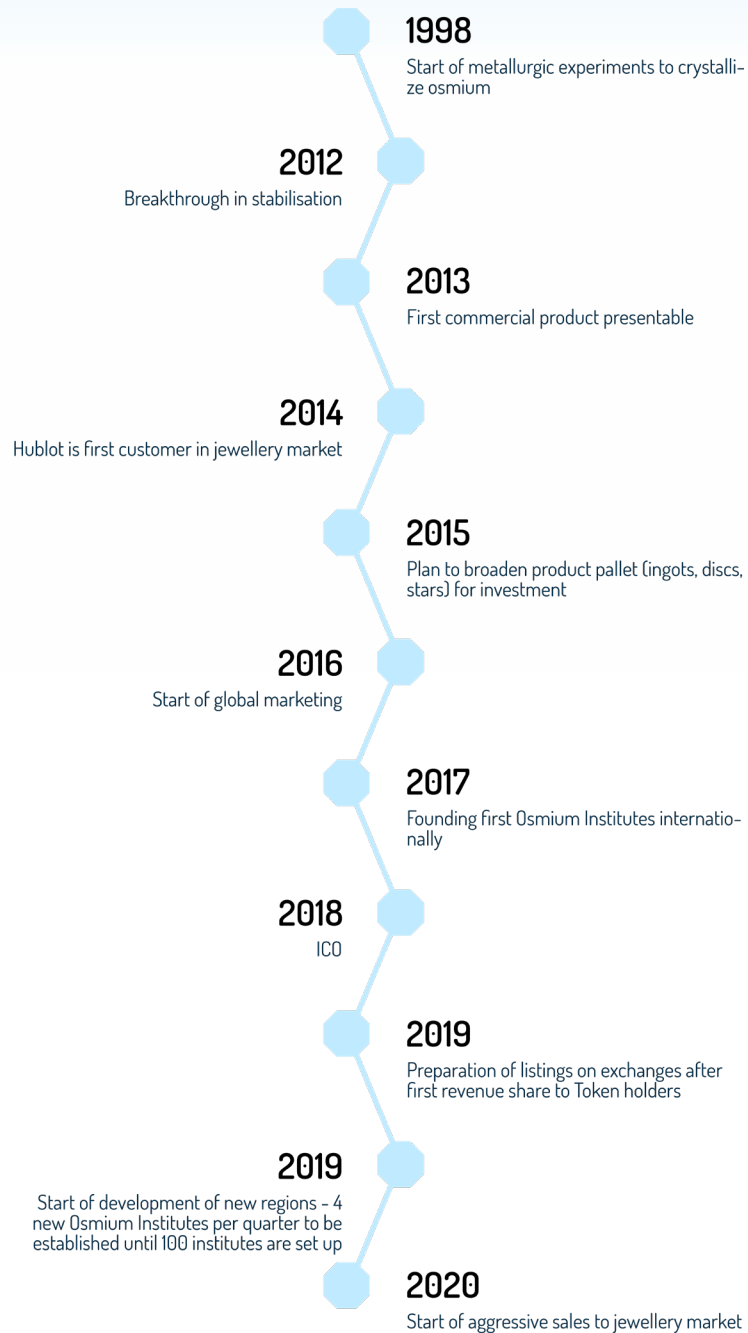 1998
Start of metallurgic experiments to crystalli-
ze osmium
2012
Breakthrough in stabilisation
2013
First commercial product presentable
2014
Hublot is first customer in jewellery market
2015
Plan to broaden product pallet (ingots, discs,
stars) for investment
2016
Start of global marketing
2017
Founding first Osmium Institutes internatio-
nally
2018
ICO
2019
Preparation of listings on exchanges after
first revenue share to Token holders
2019
Start of development of new regions - 4
new Osmium Institutes per quarter to be
established until 100 institutes are set up
2020
Start of aggressive sales to jewellery market